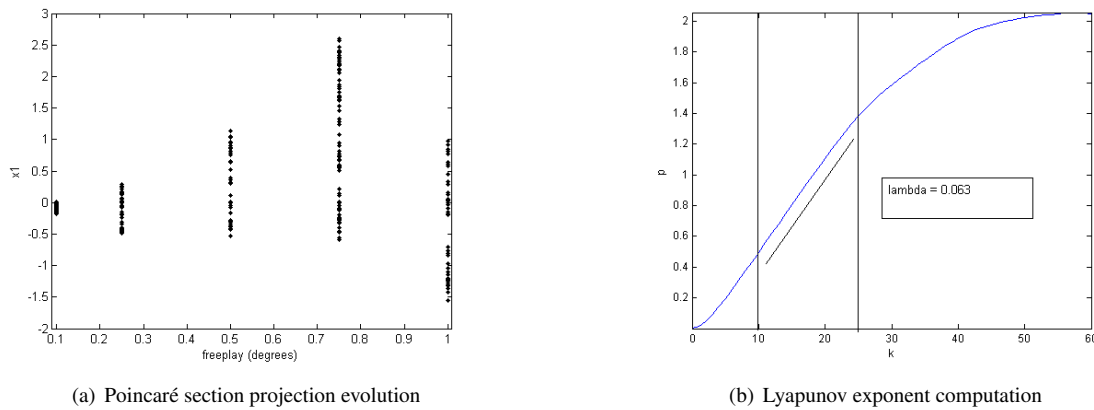 3
2.5
2
1.5
1
0.5
0
-0.5
-1
-1.5
-2
x1
0.1 0.2 0.3 0.4 0.5 0.6 0.7 0.8 0.9 1
freeplay (degrees)
(a) Poincaré section projection evolution
2
1.8
1.6
1.4
1.2
1
0.8
0.6
0.4
0.2
p
lambda = 0.063
0 10 20 30 40 50 60
k
(b) Lyapunov exponent computation